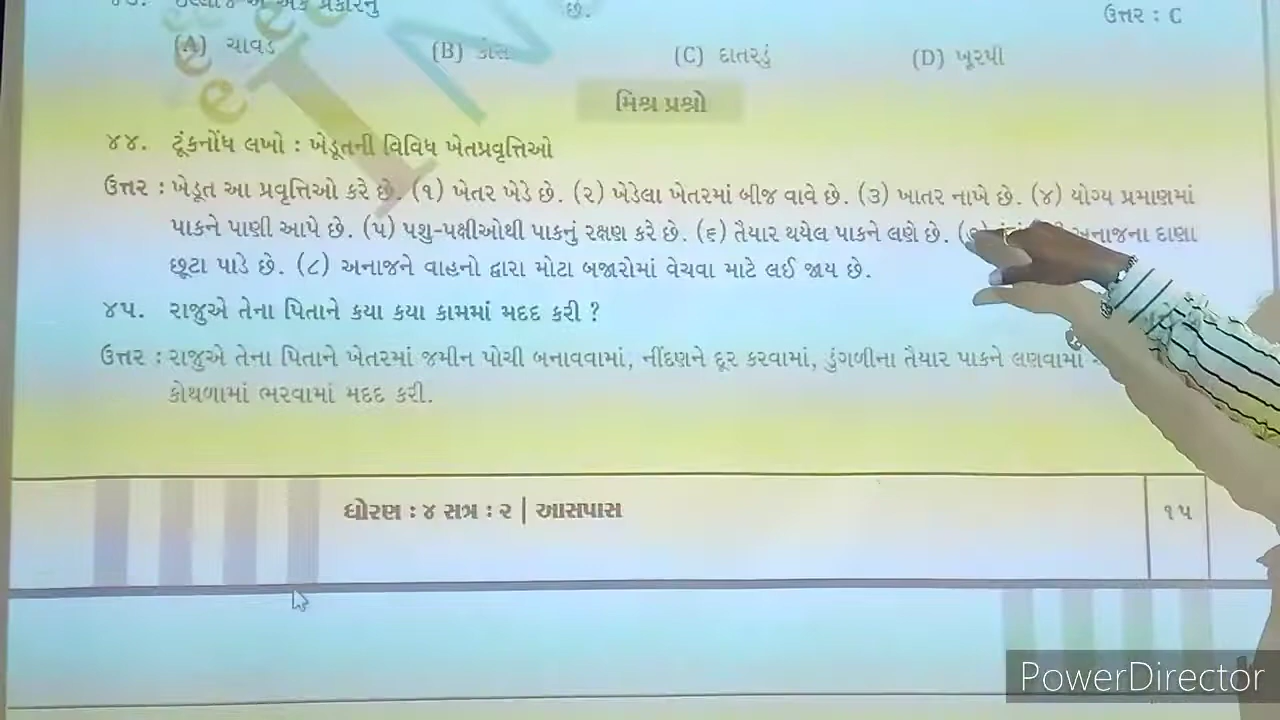 એક પ્રકારનું છે. ઉત્તર : C
(A) ચાવડ (B) કોસ (C) દાતરડું (D) ખૂરપી
મિશ્ર પ્રશ્નો
૪૪. ટૂંકનોંધ લખો : ખેડૂતની વિવિધ ખેતપ્રવૃત્તિઓ
ઉત્તર : ખેડૂત આ પ્રવૃત્તિઓ કરે છે. (૧) ખેતર ખેડે છે. (૨) ખેડેલા ખેતરમાં બીજ વાવે છે. (૩) ખાતર નાખે છે. (૪) યોગ્ય પ્રમાણમાં
પાકને પાણી આપે છે. (૫) પશુ-પક્ષીઓથી પાકનું રક્ષણ કરે છે. (૬) તૈયાર થયેલ પાકને લણે છે. અનાજના દાણા
છૂટા પાડે છે. (૮) અનાજને વાહનો દ્વારા મોટા બજારોમાં વેચવા માટે લઈ જાય છે.
૪૫. રાજુએ તેના પિતાને કયા કયા કામમાં મદદ કરી ?
ઉત્તર : રાજુએ તેના પિતાને ખેતરમાં જમીન પોચી બનાવવામાં, નીંદણને દૂર કરવામાં, ડુંગળીના તૈયાર પાકને લણવામાં
કોથળામાં ભરવામાં મદદ કરી.
ધોરણ : ૪ સત્ર : ૨ | આસપાસ ૧૫
PowerDirector